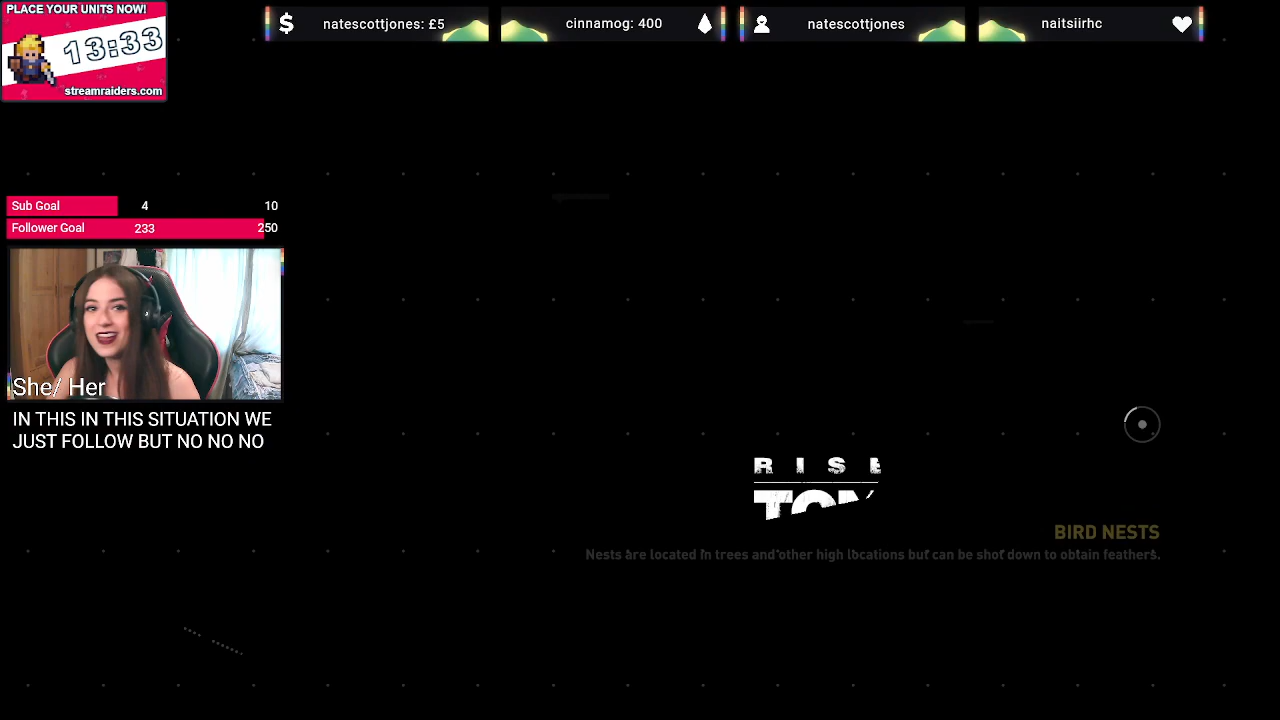 PLACE YOUR UNITS NOW!
13:33
streamraiders.com
$ natescottjones: £5
cinnamog: 400
natescottjones
naitsiirhc
Sub Goal 4 10
Follower Goal 233 250
She/ Her
IN THIS IN THIS SITUATION WE
JUST FOLLOW BUT NO NO NO
RISE
BIRD NESTS
Nests are located in trees and other high locations but can be shot down to obtain feathers.